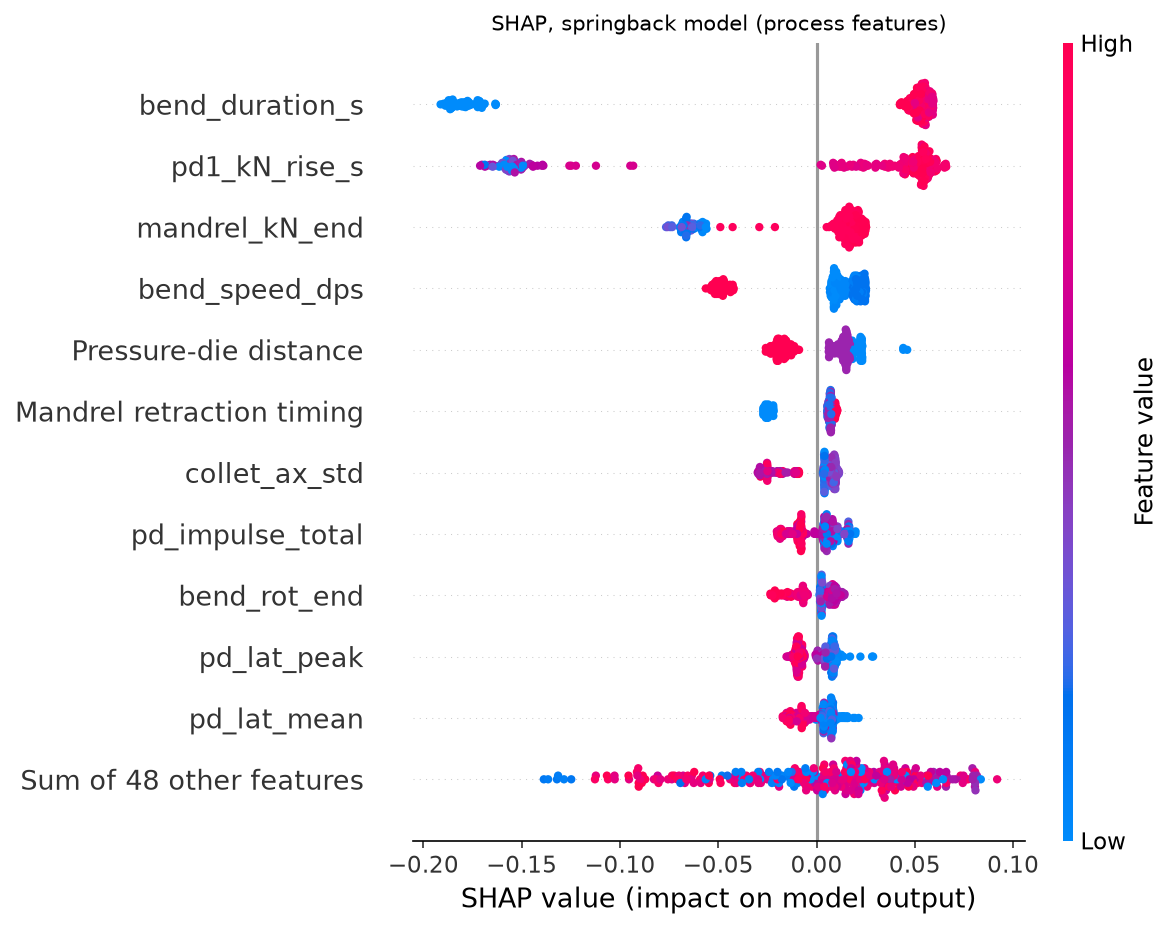 SHAP, springback model (process features)
High
bend_duration_s
pd1_kN_rise_s
mandrel_kN_end
bend_speed_dps
Pressure-die distance
Mandrel retraction timing
collet_ax_std
pd_impulse_total
bend_rot_end
pd_lat_peak
pd_lat_mean
Sum of 48 other features
Feature value
Low
−0.20 −0.15 −0.10 −0.05 0.00 0.05 0.10
SHAP value (impact on model output)